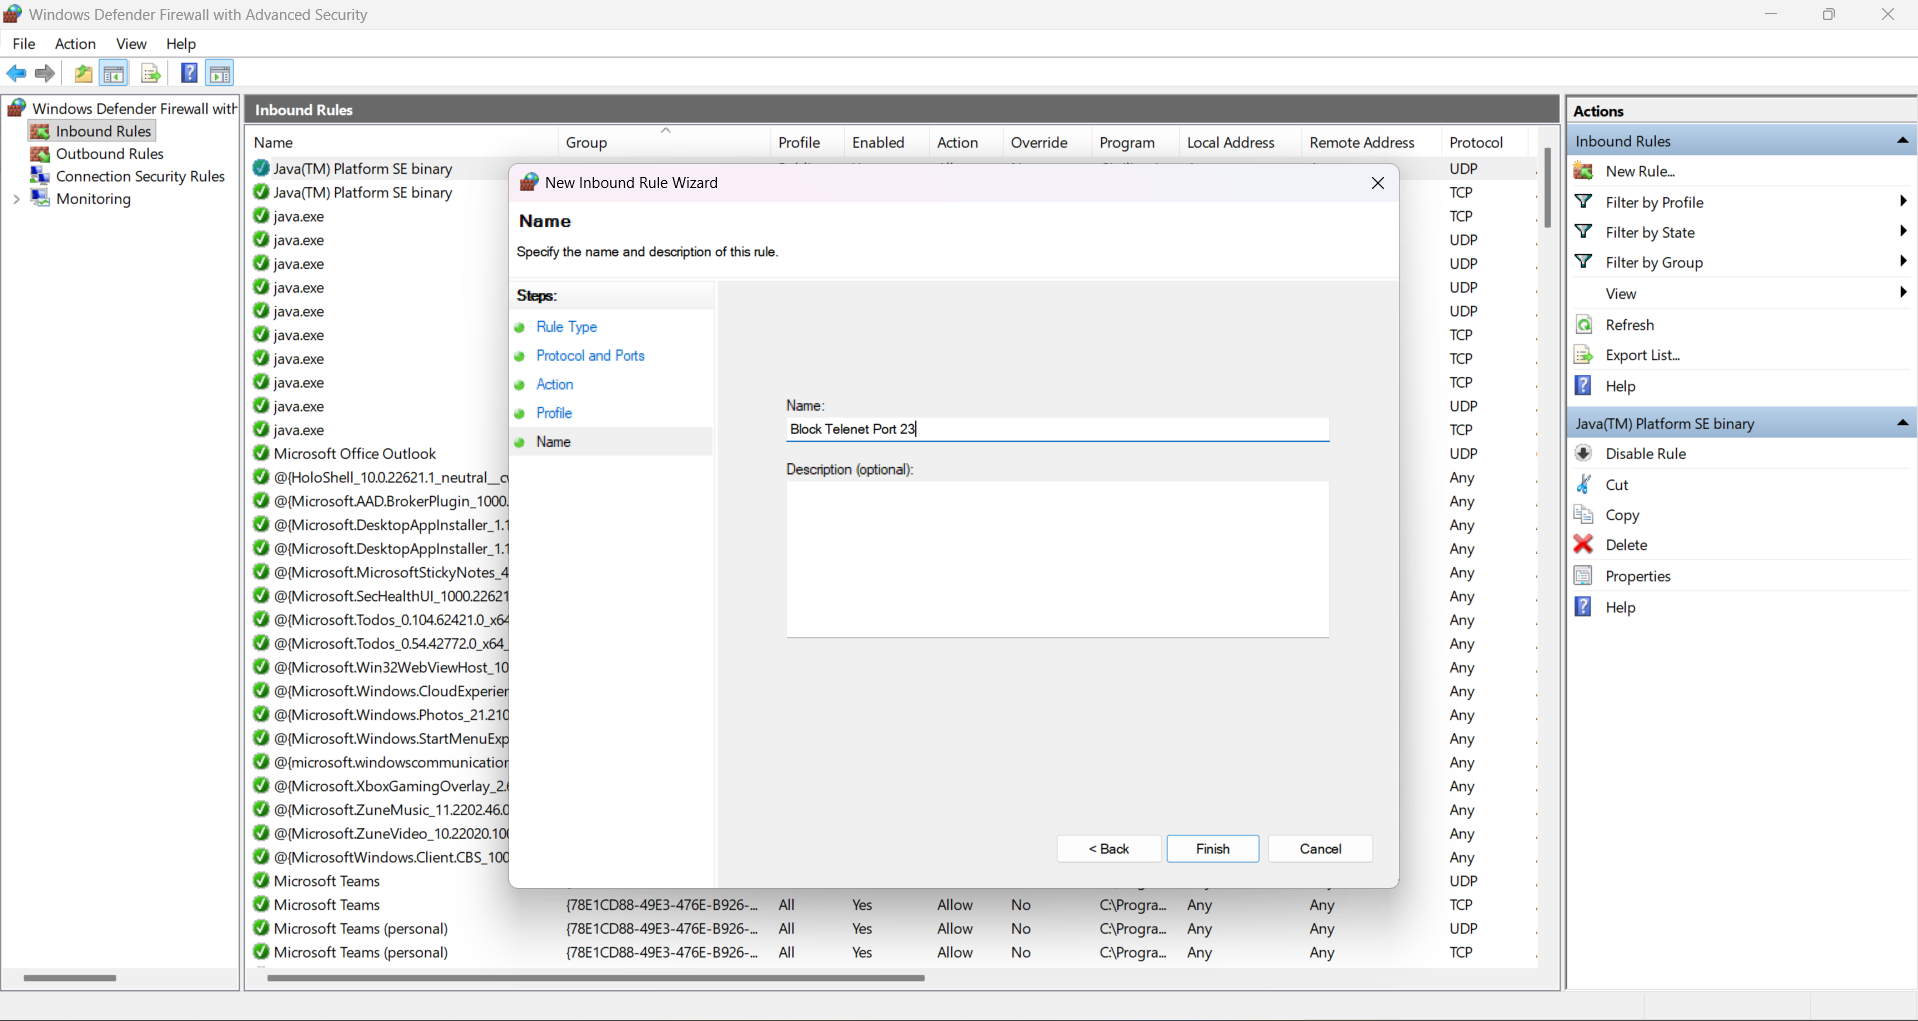 Windows Defender Firewall with Advanced Security
File Action View Help
Windows Defender Firewall with
Inbound Rules
Outbound Rules
Connection Security Rules
Monitoring
Inbound Rules
Name Group Profile Enabled Action Override Program Local Address Remote Address Protocol
Java(TM) Platform SE binary UDP
Java(TM) Platform SE binary TCP
java.exe TCP
java.exe UDP
java.exe UDP
java.exe UDP
java.exe UDP
java.exe TCP
java.exe TCP
java.exe TCP
java.exe UDP
java.exe TCP
Microsoft Office Outlook UDP
@{HoloShell_10.0.22621.1_neutral__c Any
@{Microsoft.AAD.BrokerPlugin_1000. Any
@{Microsoft.DesktopAppInstaller_1.1 Any
@{Microsoft.DesktopAppInstaller_1.1 Any
@{Microsoft.MicrosoftStickyNotes_4 Any
@{Microsoft.SecHealthUI_1000.22621 Any
@{Microsoft.Todos_0.104.62421.0_x64 Any
@{Microsoft.Todos_0.54.42772.0_x64_ Any
@{Microsoft.Win32WebViewHost_10 Any
@{Microsoft.Windows.CloudExperien Any
@{Microsoft.Windows.Photos_21.210 Any
@{Microsoft.Windows.StartMenuExp Any
@{microsoft.windowscommunication Any
@{Microsoft.XboxGamingOverlay_2.6 Any
@{Microsoft.ZuneMusic_11.2202.46.0 Any
@{Microsoft.ZuneVideo_10.22020.100 Any
@{MicrosoftWindows.Client.CBS_100 Any
Microsoft Teams UDP
Microsoft Teams {78E1CD88-49E3-476E-B926-... All Yes Allow No C:\Progra... Any Any TCP
Microsoft Teams (personal) {78E1CD88-49E3-476E-B926-... All Yes Allow No C:\Progra... Any Any UDP
Microsoft Teams (personal) {78E1CD88-49E3-476E-B926-... All Yes Allow No C:\Progra... Any Any TCP
New Inbound Rule Wizard
Name
Specify the name and description of this rule.
Steps:
Rule Type
Protocol and Ports
Action
Profile
Name
Name:
Block Telenet Port 23
Description (optional):
< Back Finish Cancel
Actions
Inbound Rules
New Rule...
Filter by Profile
Filter by State
Filter by Group
View
Refresh
Export List...
Help
Java(TM) Platform SE binary
Disable Rule
Cut
Copy
Delete
Properties
Help